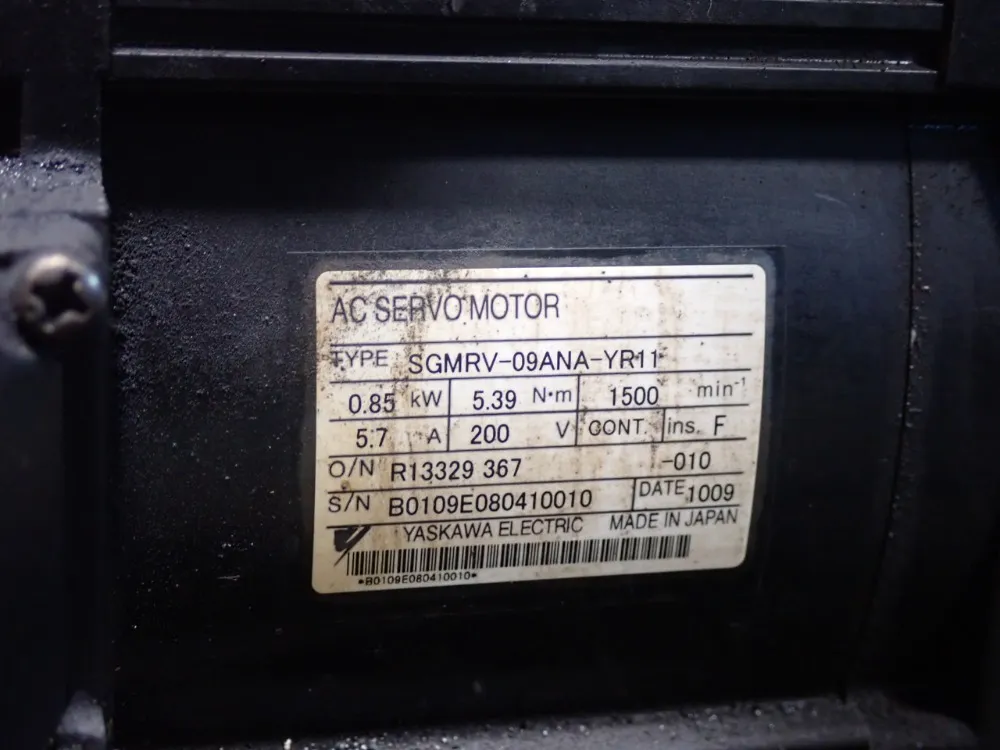 AC SERVO MOTOR
TYPE SGMRV-09ANA-YR11
0.85 kW 5.39 N•m 1500 min-1
5.7 A 200 V CONT. ins. F
O/N R13329 367 -010
S/N B0109E080410010 DATE 1009
YASKAWA ELECTRIC MADE IN JAPAN
*B0109E080410010*